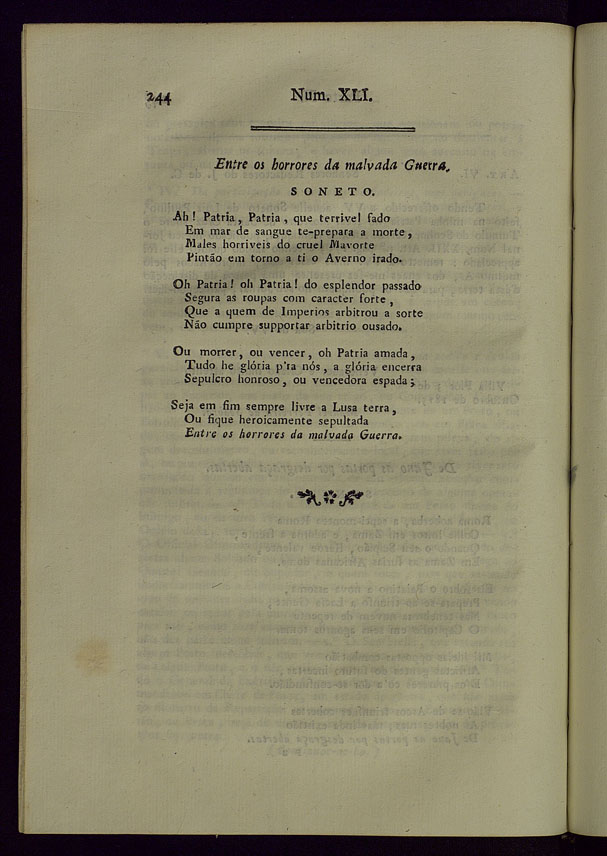 244
Num. XLI.
Entre os horrores da malvada Guerra.
SONETO.
Ah! Patria, Patria, que terrivel fado
Em mar de sangue te-prepara a morte,
Males horriveis do cruel Mavorte
Pintão em torno a ti o Averno irado.
Oh Patria! oh Patria! do esplendor passado
Segura as roupas com caracter forte,
Que a quem de Imperios arbitrou a sorte
Não cumpre supportar arbitrio ousado.
Ou morrer, ou vencer, oh Patria amada,
Tudo he glória p'ra nós, a glória encerra
Sepulcro honroso, ou vencedora espada;
Seja em fim sempre livre a Lusa terra,
Ou fique heroicamente sepultada
Entre os horrores da malvada Guerra.